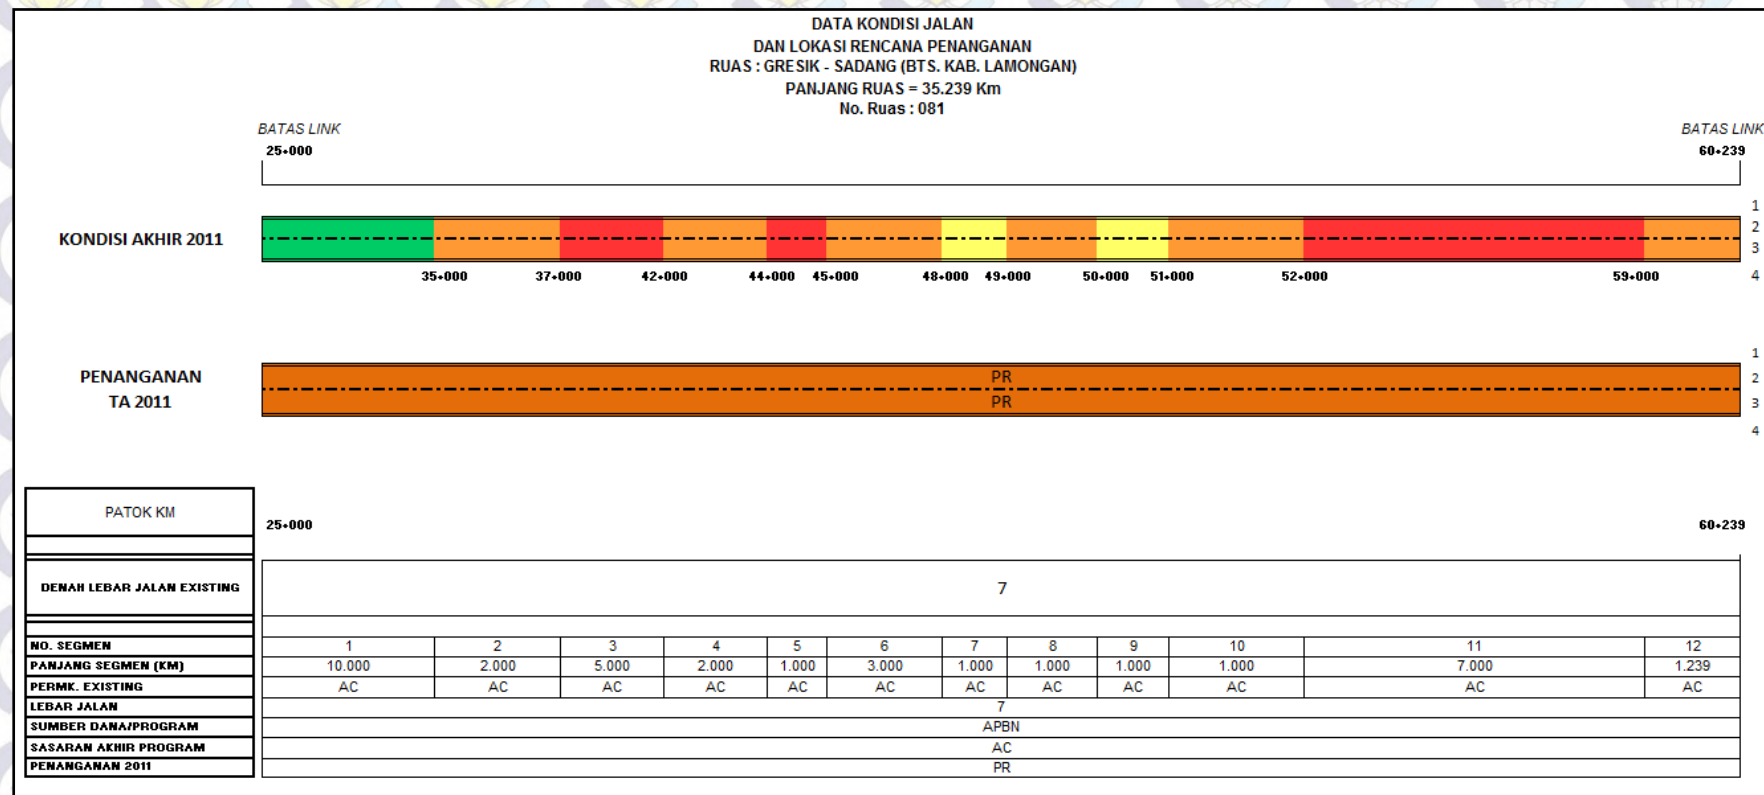 DATA KONDISI JALAN
DAN LOKASI RENCANA PENANGANAN
RUAS : GRESIK - SADANG (BTS. KAB. LAMONGAN)
PANJANG RUAS = 35.239 Km
No. Ruas : 081
BATAS LINK BATAS LINK
25+000 60+239
KONDISI AKHIR 2011
1
2
3
4
35+000 37+000 42+000 44+000 45+000 48+000 49+000 50+000 51+000 52+000 59+000
PENANGANAN
TA 2011
PR
PR
1
2
3
4
PATOK KM
25+000 60+239
DENAH LEBAR JALAN EXISTING 7
NO. SEGMEN 1 2 3 4 5 6 7 8 9 10 11 12
PANJANG SEGMEN (KM) 10.000 2.000 5.000 2.000 1.000 3.000 1.000 1.000 1.000 1.000 7.000 1.239
PERMK. EXISTING AC AC AC AC AC AC AC AC AC AC AC AC
LEBAR JALAN 7
SUMBER DANA/PROGRAM APBN
SASARAN AKHIR PROGRAM AC
PENANGANAN 2011 PR